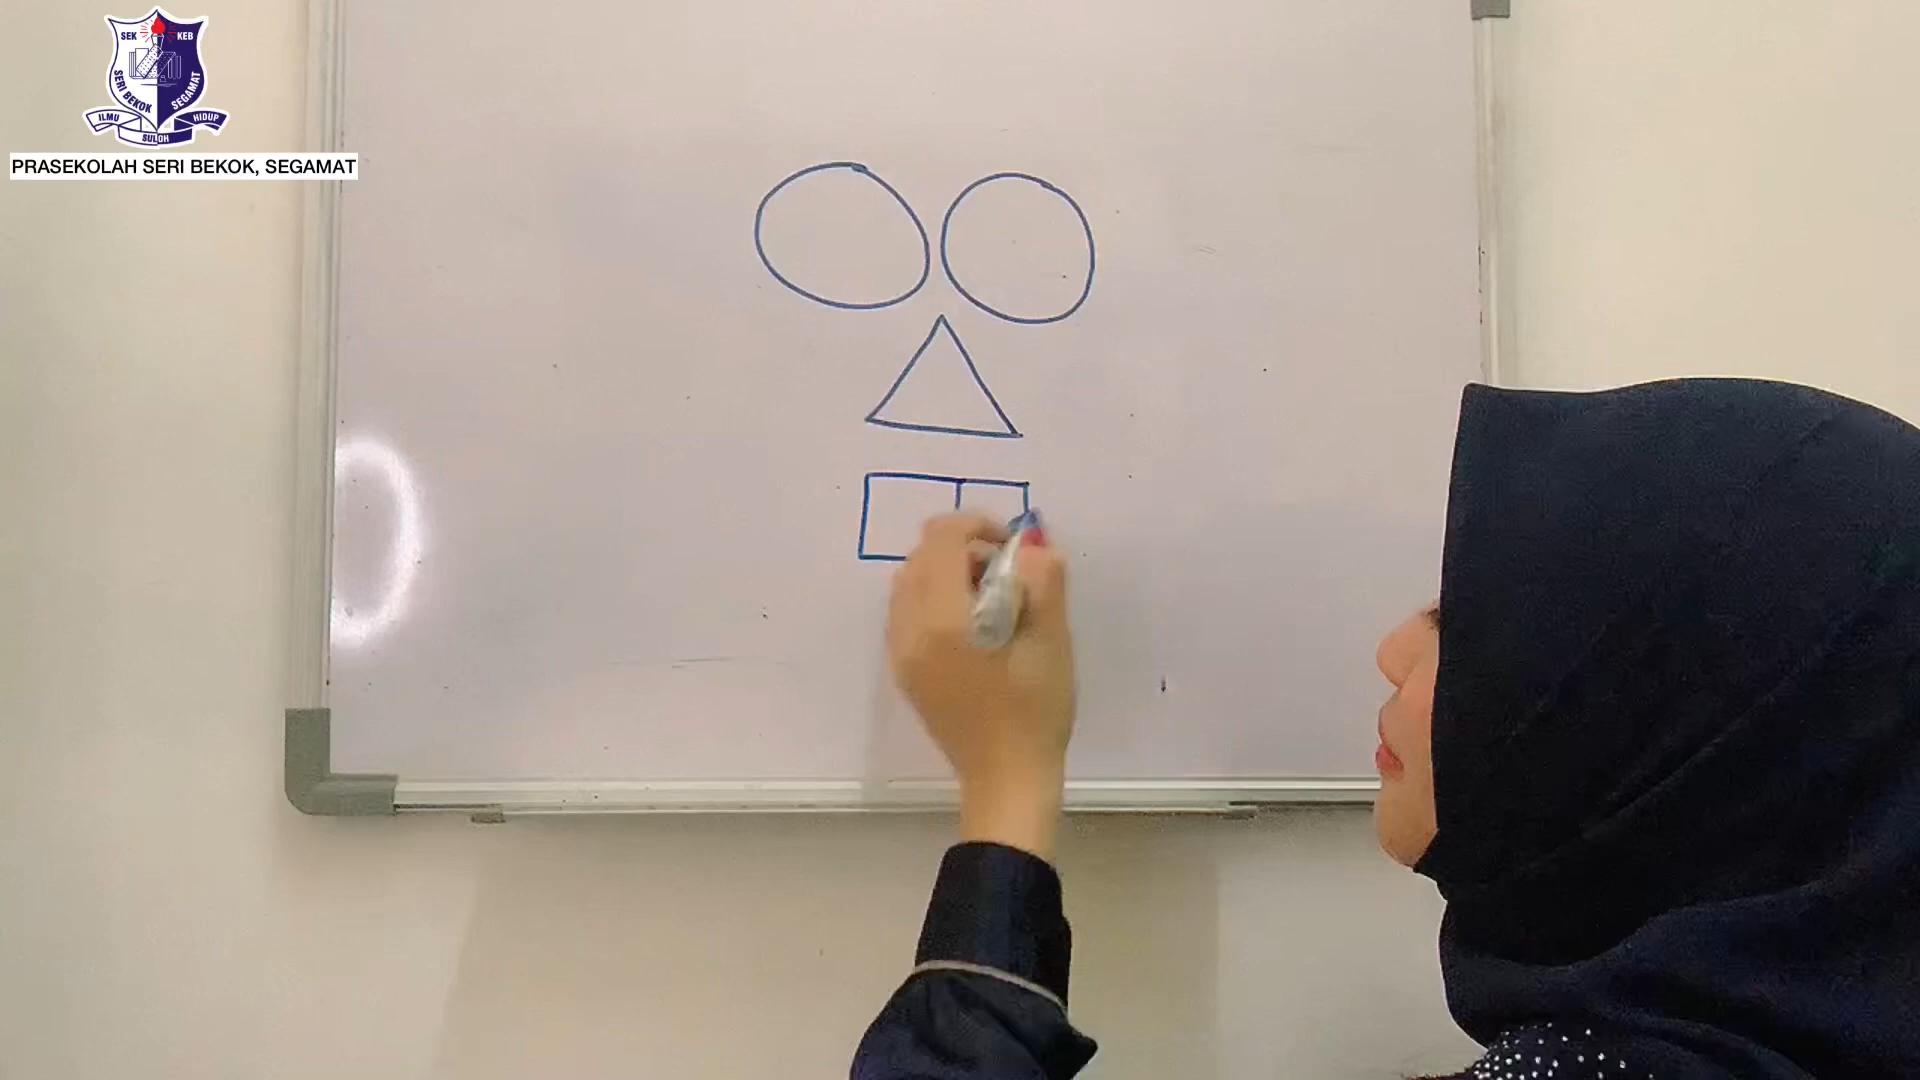 SEK KEB
SERI BEKOK SEGAMAT
ILMU SULOH HIDUP
PRASEKOLAH SERI BEKOK, SEGAMAT